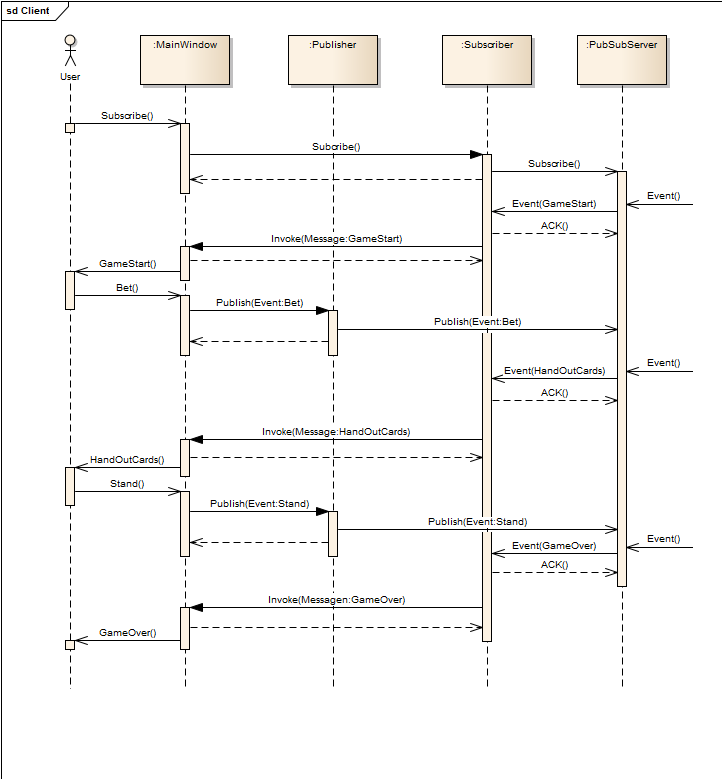 sd Client
:MainWindow
:Publisher
:Subscriber
:PubSubServer
User
Subscribe()
Subcribe()
Subscribe()
Event()
Event(GameStart)
ACK()
Invoke(Message:GameStart)
GameStart()
Bet()
Publish(Event:Bet)
Publish(Event:Bet)
Event()
Event(HandOutCards)
ACK()
Invoke(Message:HandOutCards)
HandOutCards()
Stand()
Publish(Event:Stand)
Publish(Event:Stand)
Event()
Event(GameOver)
ACK()
Invoke(Messagen:GameOver)
GameOver()